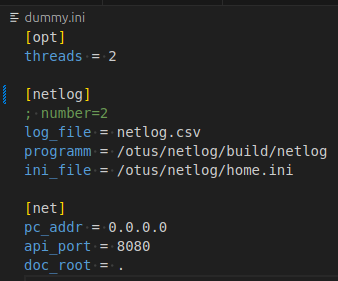 dummy.ini
[opt]
threads = 2
[netlog]
; number=2
log_file = netlog.csv
programm = /otus/netlog/build/netlog
ini_file = /otus/netlog/home.ini
[net]
pc_addr = 0.0.0.0
api_port = 8080
doc_root = .